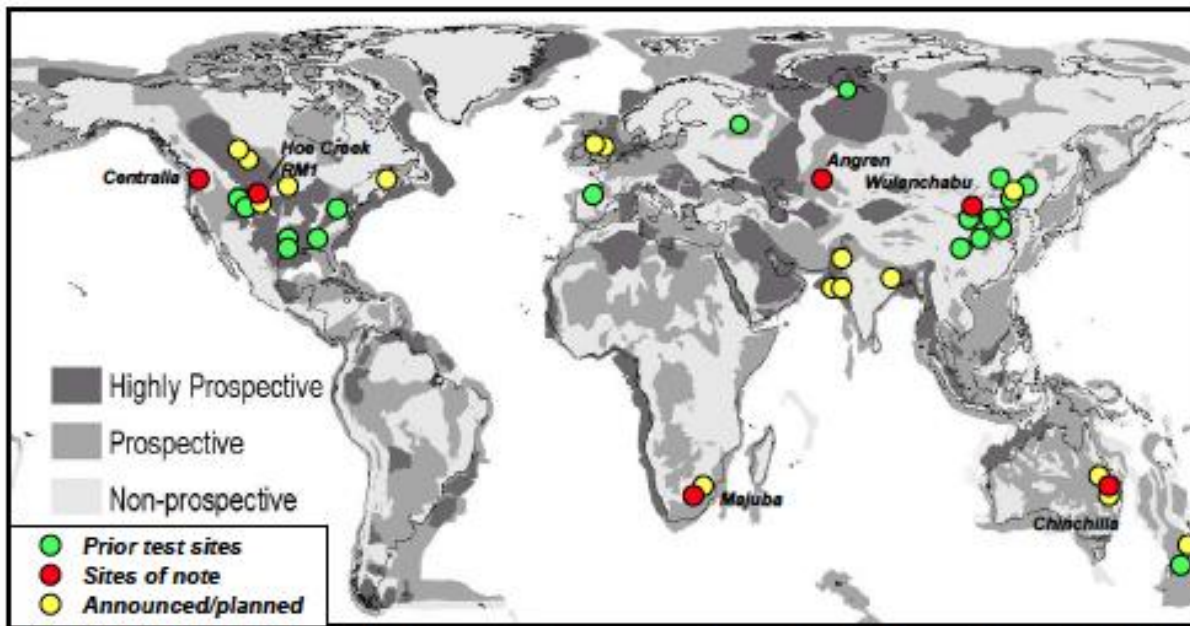 Hoe Creek
RM1
Centralia
Angren
Wulanchabu
Highly Prospective
Prospective
Non-prospective
Majuba
Chinchilla
Prior test sites
Sites of note
Announced/planned